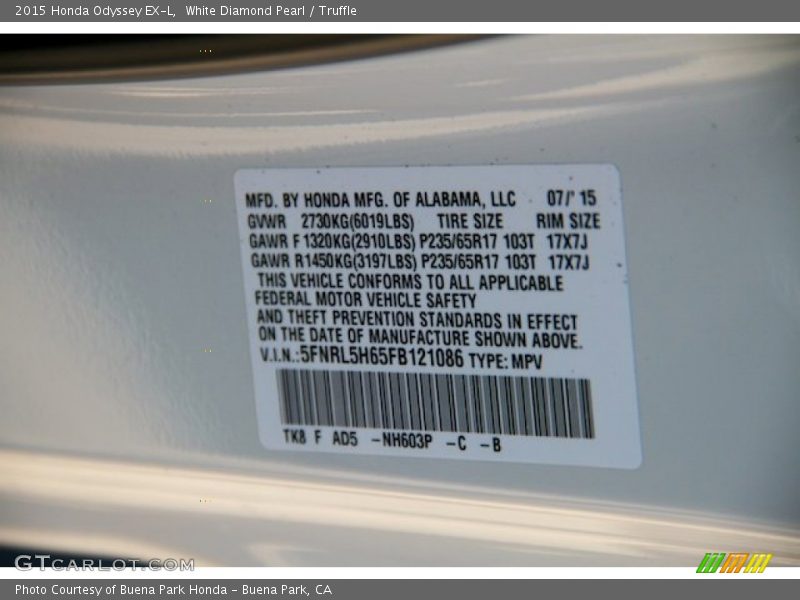 2015 Honda Odyssey EX-L, White Diamond Pearl / Truffle
MFD. BY HONDA MFG. OF ALABAMA, LLC 07/' 15
GVWR 2730KG(6019LBS) TIRE SIZE RIM SIZE
GAWR F 1320KG(2910LBS) P235/65R17 103T 17X7J
GAWR R1450KG(3197LBS) P235/65R17 103T 17X7J
THIS VEHICLE CONFORMS TO ALL APPLICABLE
FEDERAL MOTOR VEHICLE SAFETY
AND THEFT PREVENTION STANDARDS IN EFFECT
ON THE DATE OF MANUFACTURE SHOWN ABOVE.
V.I.N.:5FNRL5H65FB121086 TYPE: MPV
TK8 F AD5 -NH603P -C -B
GTCARLOT.COM
Photo Courtesy of Buena Park Honda - Buena Park, CA